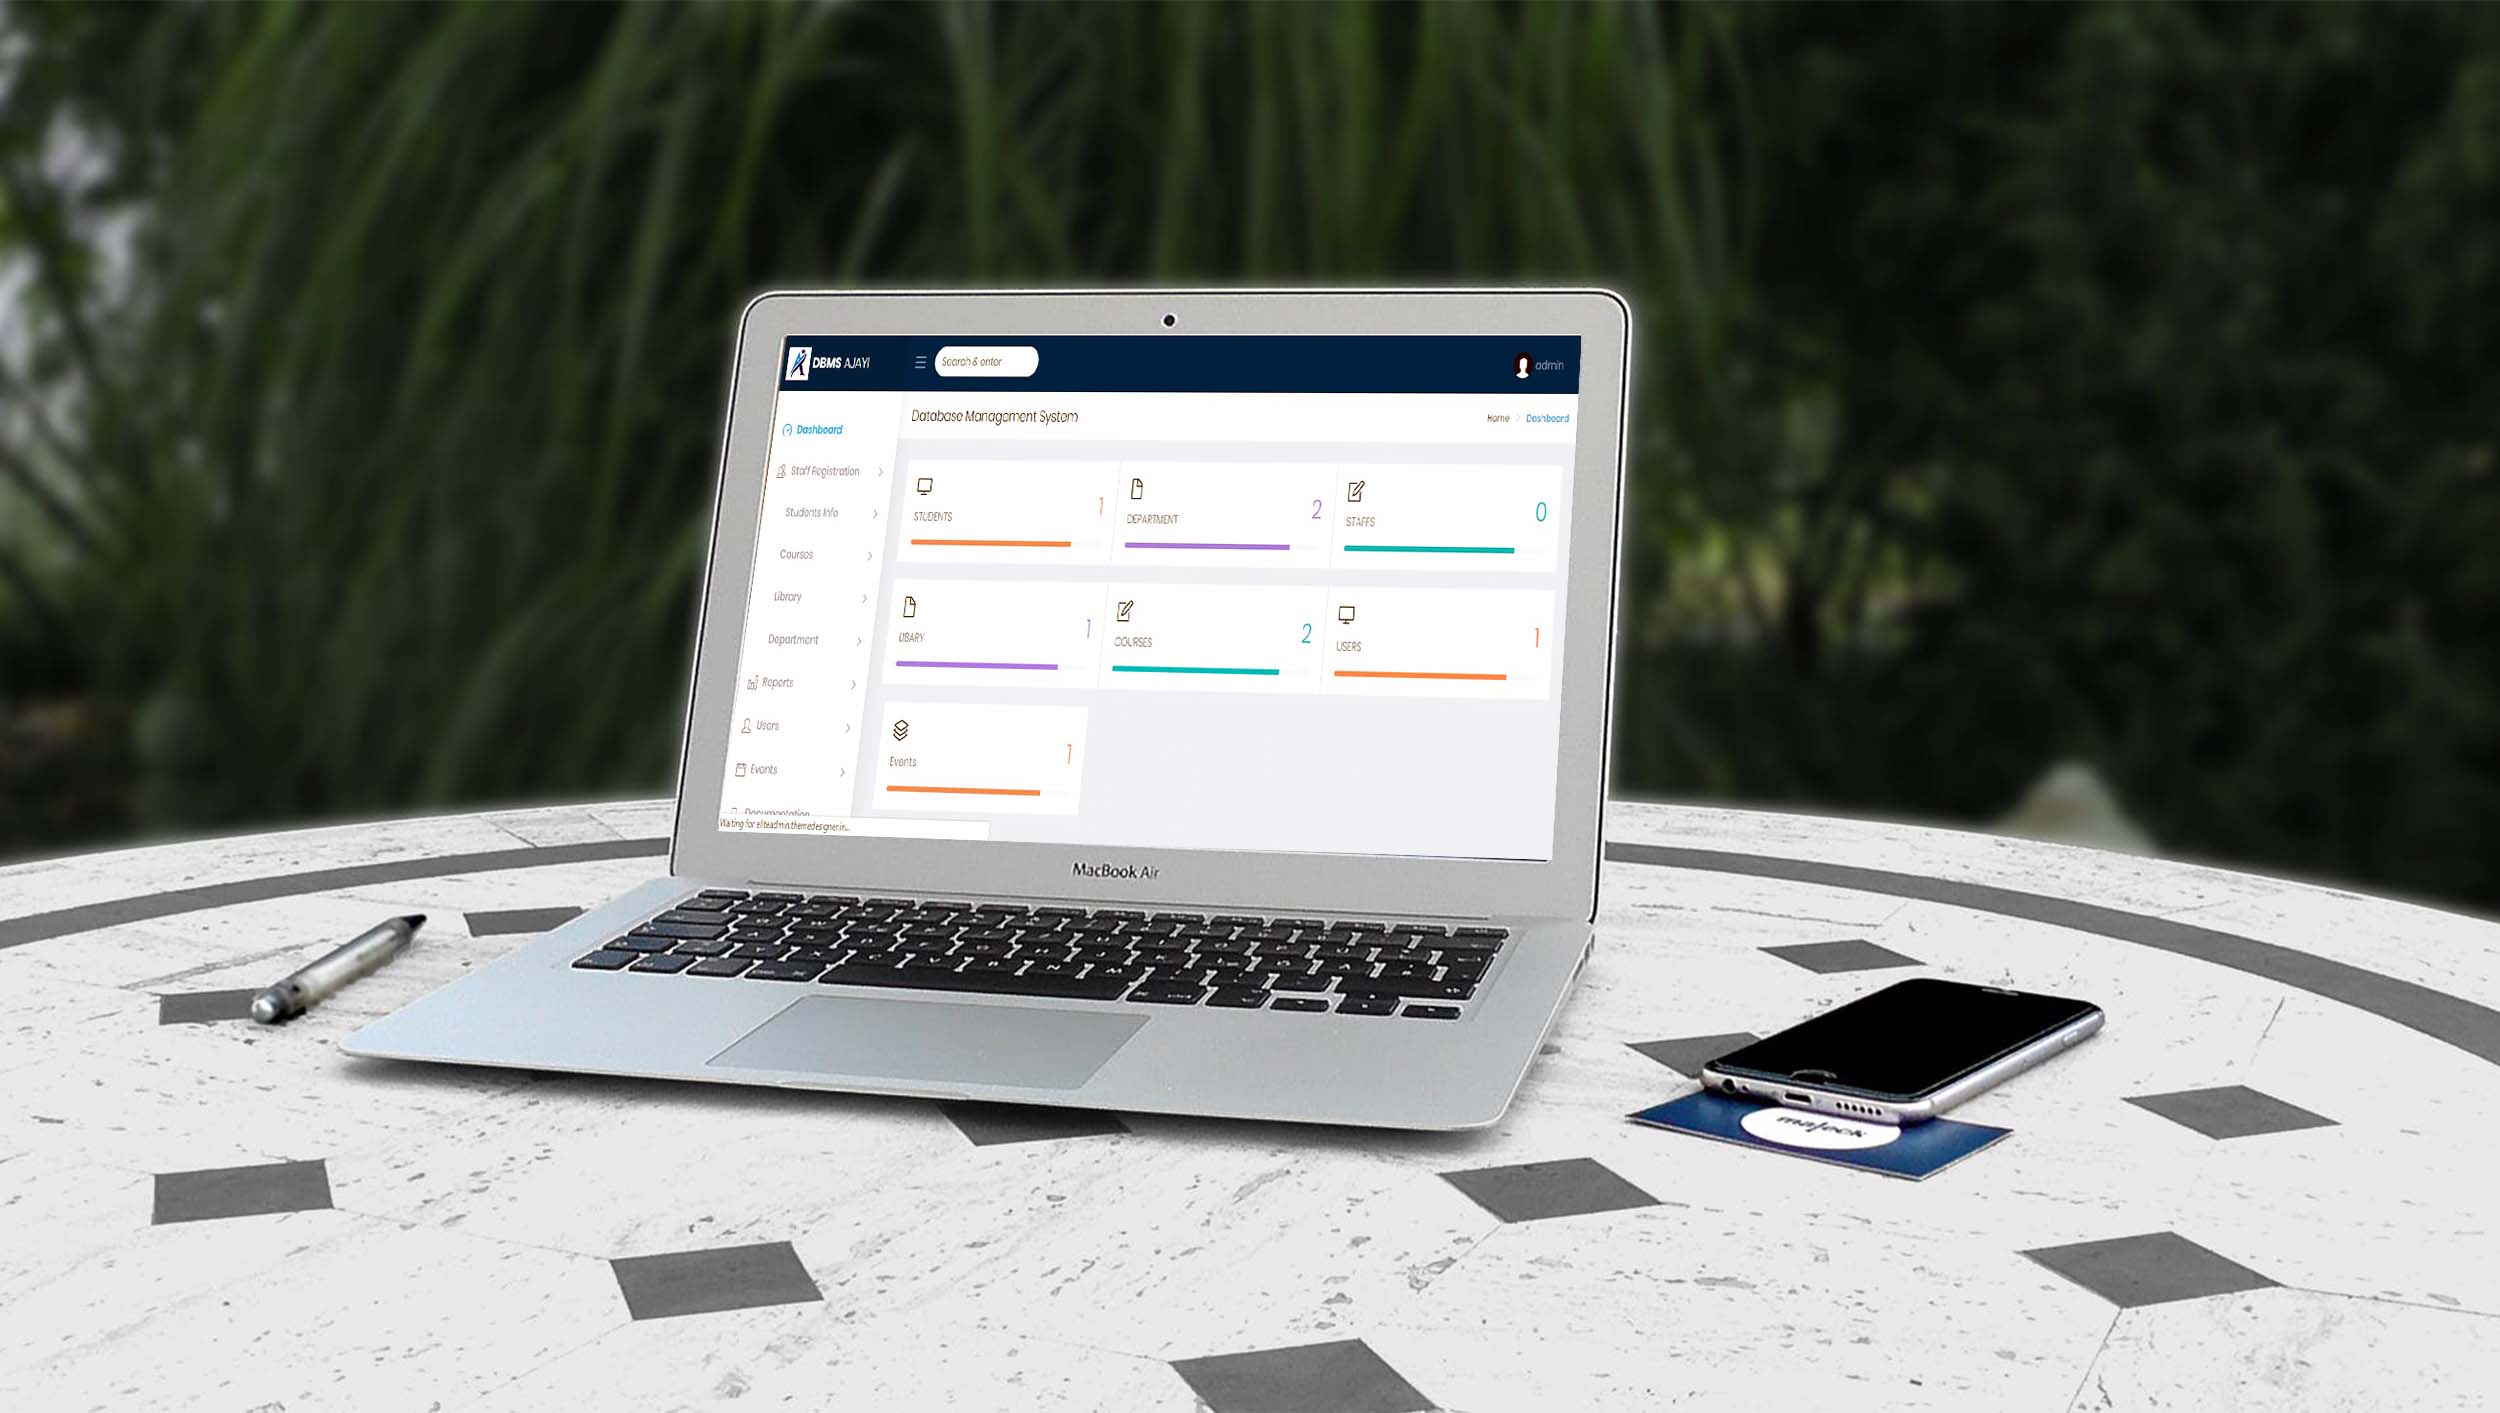 DBMS AJAYI
Search & enter
admin
Database Management System
Home > Dashboard
Dashboard
Staff Registration
Students Info
Courses
Library
Department
Reports
Users
Events
Documentation
STUDENTS
1
DEPARTMENT
2
STAFFS
0
LIBARY
1
COURSES
2
USERS
1
Events
1
Waiting for eliteadmin.themedesigner.in...
MacBook Air